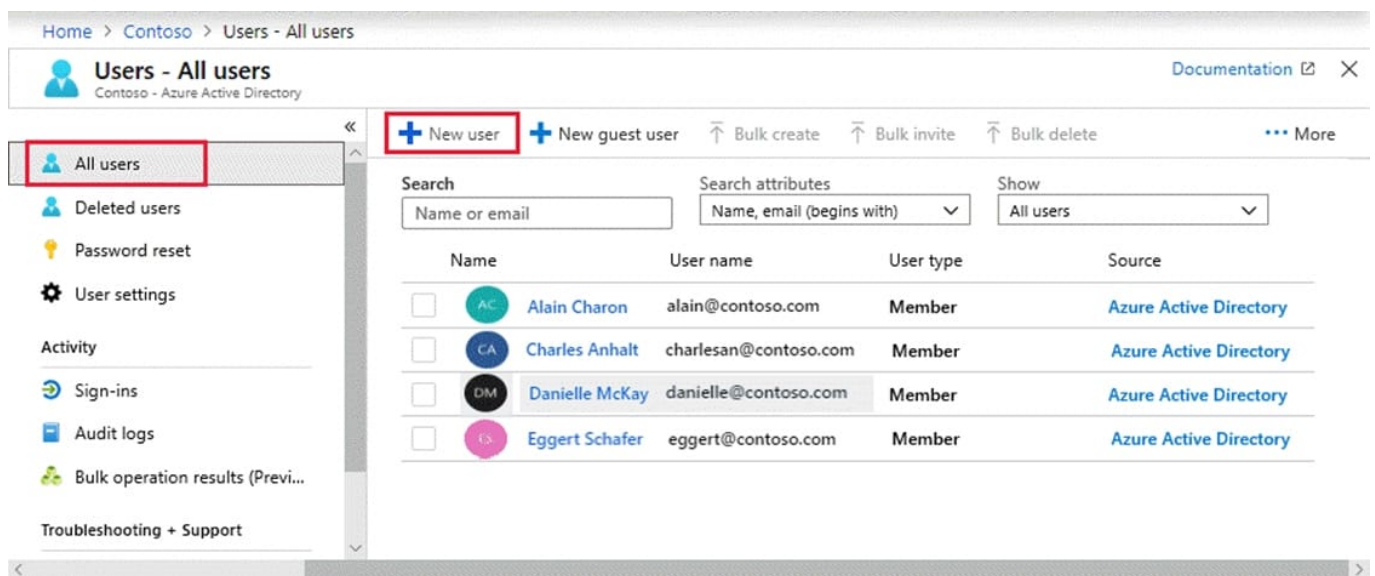 Home > Contoso > Users - All users
Users - All users
Contoso - Azure Active Directory
Documentation
«
All users
Deleted users
Password reset
User settings
Activity
Sign-ins
Audit logs
Bulk operation results (Previ...
Troubleshooting + Support
New user New guest user Bulk create Bulk invite Bulk delete ••• More
Search Search attributes Show
Name or email Name, email (begins with) All users
Name User name User type Source
AC Alain Charon alain@contoso.com Member Azure Active Directory
CA Charles Anhalt charlesan@contoso.com Member Azure Active Directory
DM Danielle McKay danielle@contoso.com Member Azure Active Directory
ES Eggert Schafer eggert@contoso.com Member Azure Active Directory